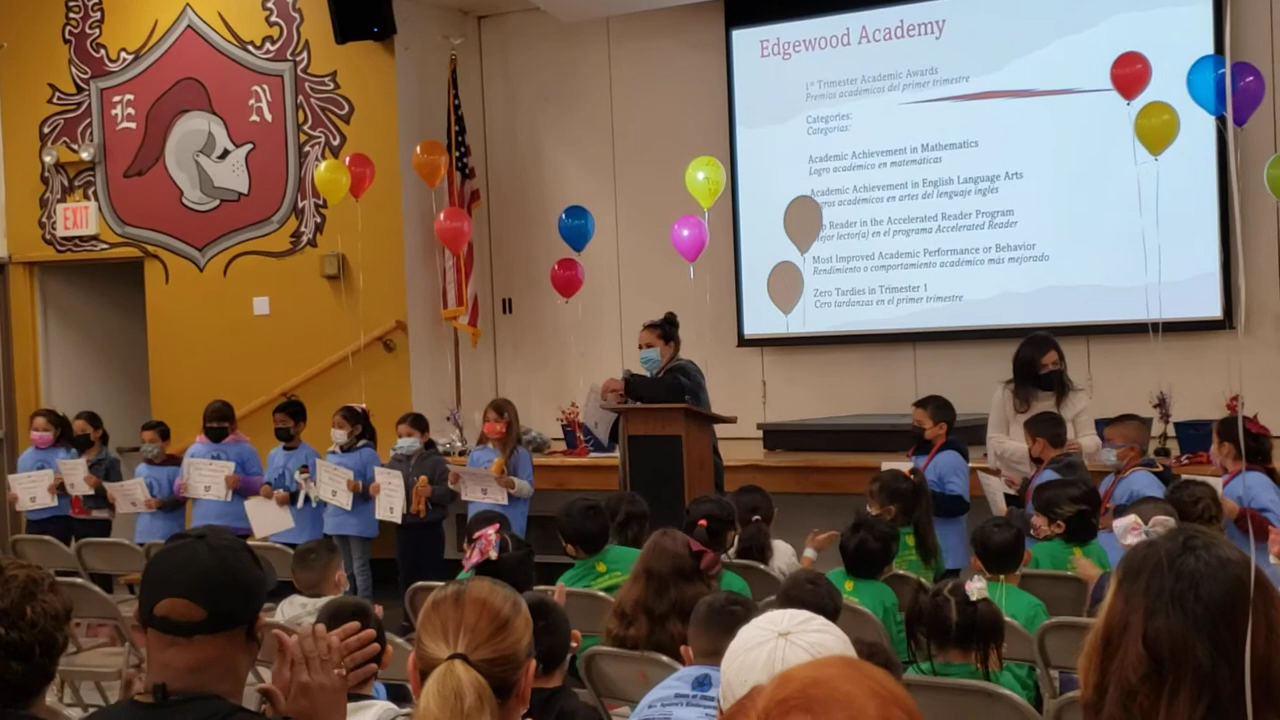 Edgewood Academy
1st Trimester Academic Awards
Premios académicos del primer trimestre
Categories:
Categorías:
Academic Achievement in Mathematics
Logro académico en matemáticas
Academic Achievement in English Language Arts
académicos en artes del lenguaje inglés
Reader in the Accelerated Reader Program
lector(a) en el programa Accelerated Reader
Most Improved Academic Performance or Behavior
Rendimiento o comportamiento académico más mejorado
Zero Tardies in Trimester 1
Cero tardanzas en el primer trimestre
E A
EXIT
Class of
Kindergarten